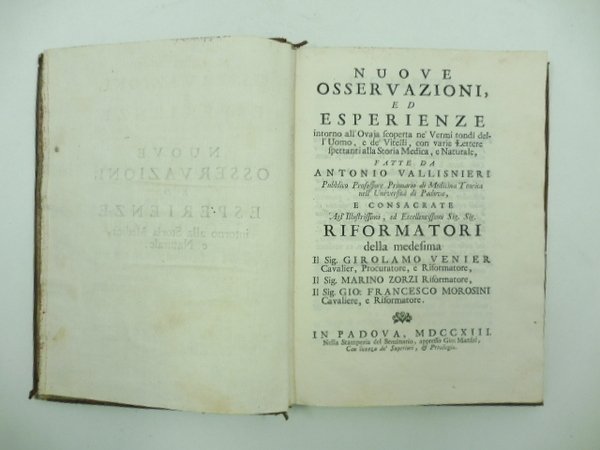 NUOVE
OSSERVAZIONI,
ED
ESPERIENZE
intorno all'Ovaja scoperta ne' Vermi tondi del-
l'Uomo, e de' Vitelli, con varie Lettere
spettanti alla Storia Medica, e Naturale,
FATTE DA
ANTONIO VALLISNIERI
Pubblico Professore Primario di Medicina Teorica
nell'Università di Padova,
E CONSACRATE
Agl'Illustrissimi, ed Eccellentissimi Sig. Sig.
RIFORMATORI
della medesima
Il Sig. GIROLAMO VENIER
Cavalier, Procuratore, e Riformatore,
Il Sig. MARINO ZORZI Riformatore,
Il Sig. GIO: FRANCESCO MOROSINI
Cavaliere, e Riformatore.
IN PADOVA, MDCCXIII.
Nella Stamperia del Seminario, appresso Gio: Manfrè,
Con licenza de' Superiori, & Privilegio.